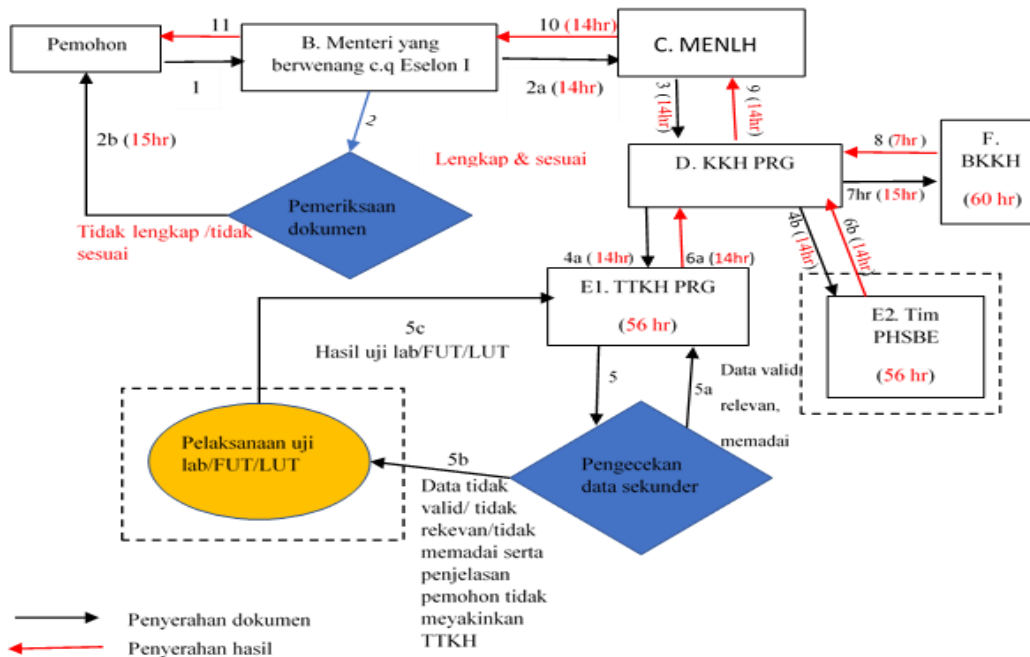 11
Pemohon
1
B. Menteri yang
berwenang c.q Eselon I
10 (14hr)
2a (14hr)
C. MENLH
2
2b (15hr)
Lengkap & sesuai
3 (14hr)
9 (14hr)
D. KKH PRG
8 (7hr)
7hr (15hr)
F.
BKKH
(60 hr)
Pemeriksaan
dokumen
Tidak lengkap /tidak
sesuai
4a ( 14hr)
6a (14hr)
4b (14hr)
6b (14hr)
E1. TTKH PRG
(56 hr)
E2. Tim
PHSBE
(56 hr)
5c
Hasil uji lab/FUT/LUT
5
5a
Data valid/
relevan,
memadai
Pelaksanaan uji
lab/FUT/LUT
5b
Pengecekan
data sekunder
Data tidak
valid/ tidak
rekevan/tidak
memadai serta
penjelasan
pemohon tidak
meyakinkan
TTKH
Penyerahan dokumen
Penyerahan hasil